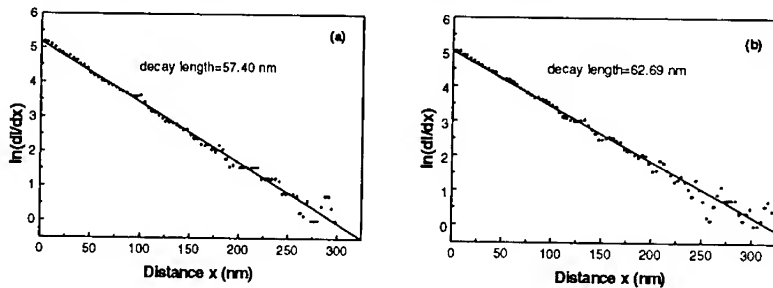 6
(a)
5
decay length=57.40 nm
4
3
2
1
0
ln(dI/dx)
0 50 100 150 200 250 300
Distance x (nm)
6
(b)
5
decay length=62.69 nm
4
3
2
1
0
ln(dI/dx)
0 50 100 150 200 250 300
Distance x (nm)